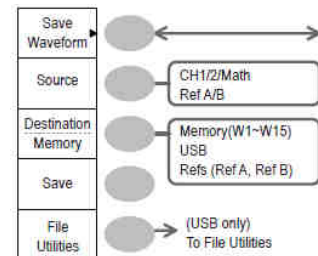 Save
Waveform
Source
CH1/2/Math
Ref A/B
Destination
Memory
Memory(W1~W15)
USB
Refs (Ref A, Ref B)
Save
File
Utilities
(USB only)
To File Utilities